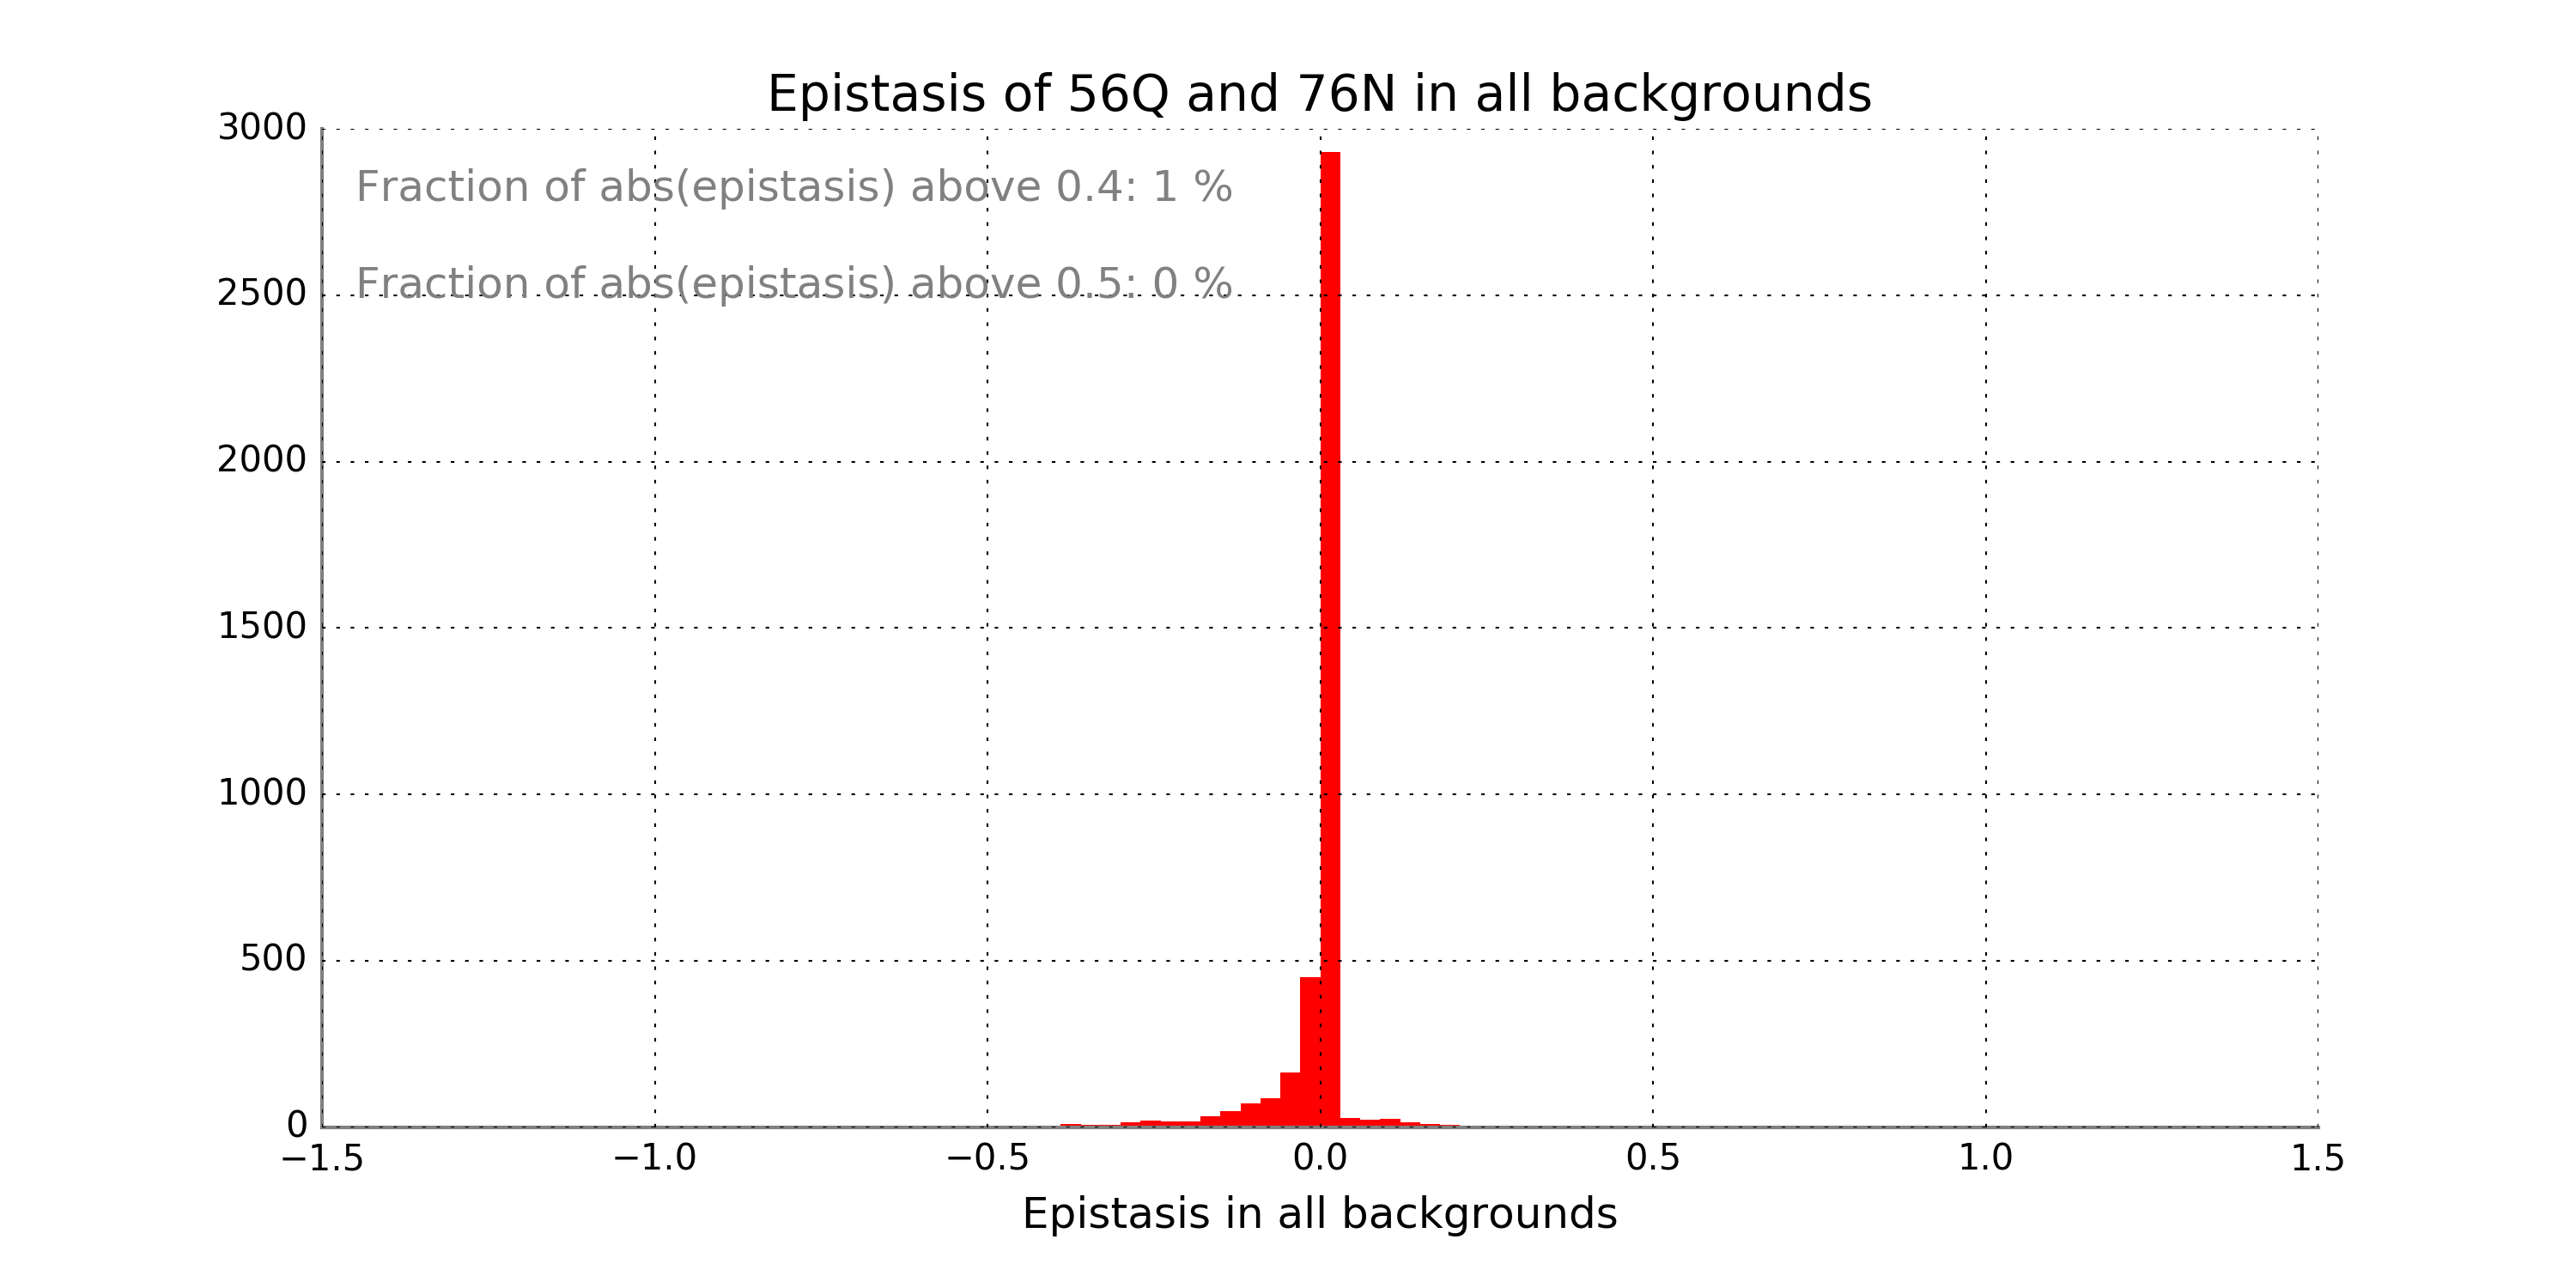 Epistasis of 56Q and 76N in all backgrounds
3000
Fraction of abs(epistasis) above 0.4: 1 %
Fraction of abs(epistasis) above 0.5: 0 %
2500
2000
1500
1000
500
0
−1.5 −1.0 −0.5 0.0 0.5 1.0 1.5
Epistasis in all backgrounds